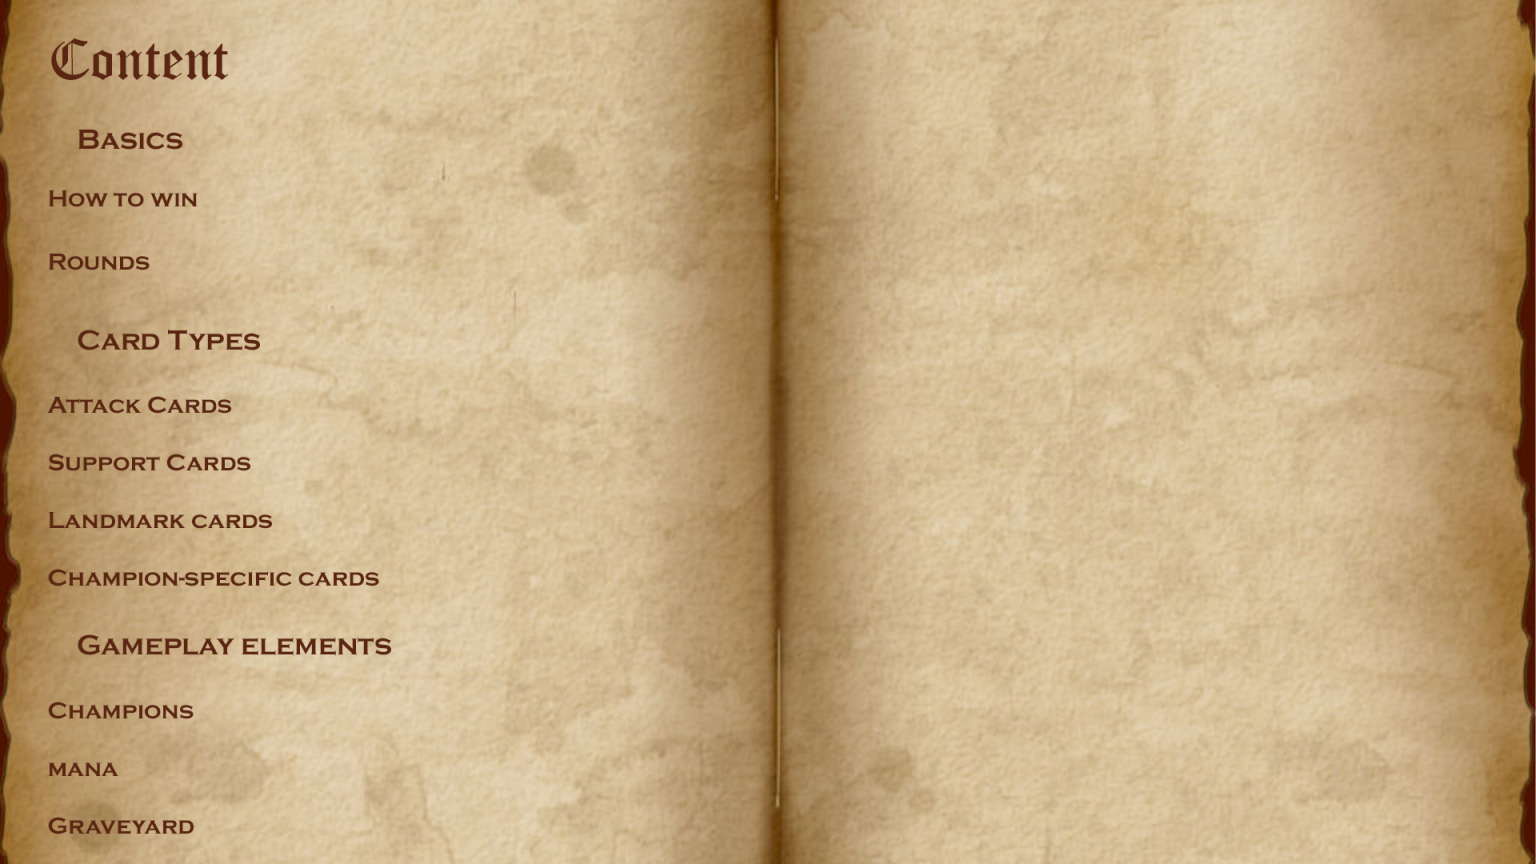 Content
Basics
How to win
Rounds
Card Types
Attack Cards
Support Cards
Landmark cards
Champion-specific cards
Gameplay elements
Champions
mana
Graveyard